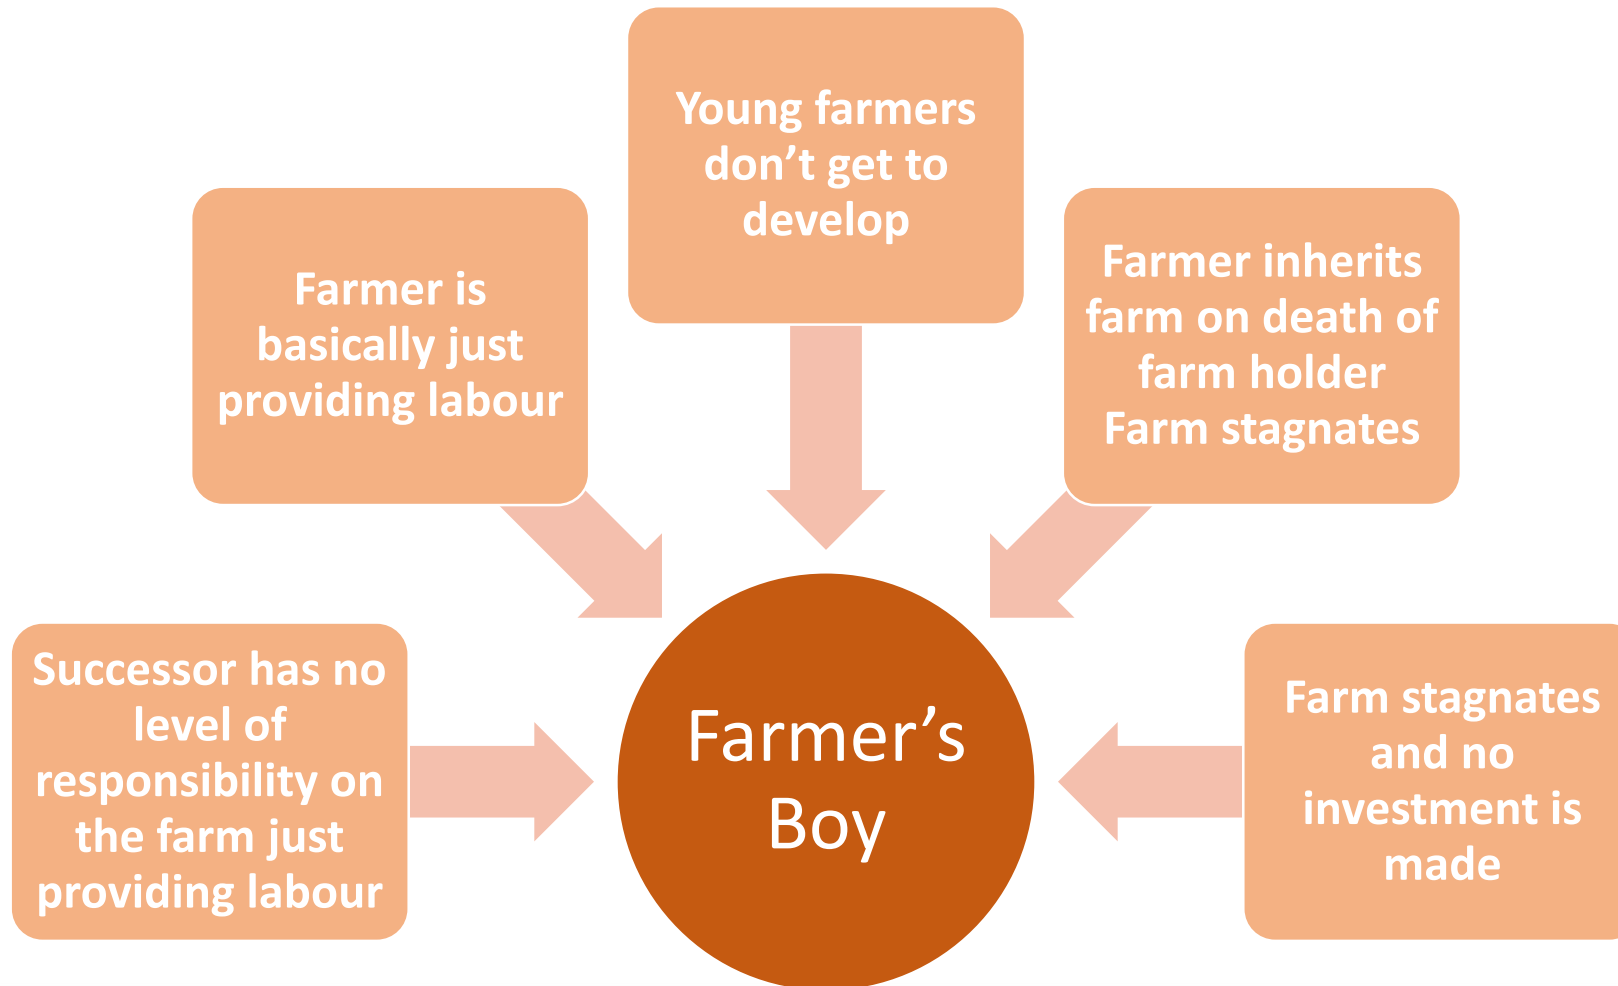 Young farmers
don’t get to
develop
Farmer is
basically just
providing labour
Farmer inherits
farm on death of
farm holder
Farm stagnates
Successor has no
level of
responsibility on
the farm just
providing labour
Farmer’s
Boy
Farm stagnates
and no
investment is
made